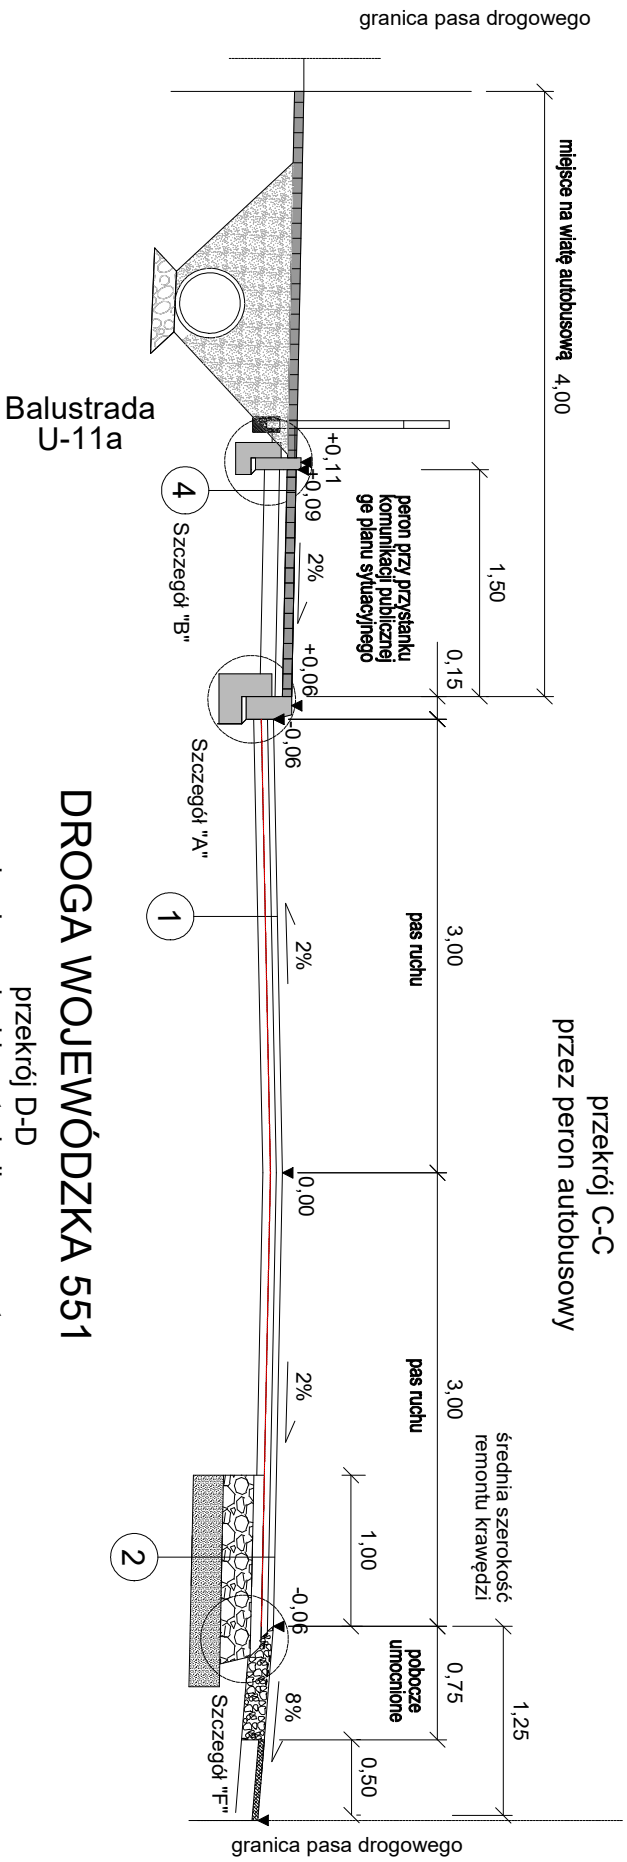 granica pasa drogowego
przekrój C-C
przez peron autobusowy
miejsce na wiatę autobusową
4,00
1,50
0,15
3,00
3,00
średnia szerokość
remontu krawędzi
1,25
0,75
1,00
0,50
peron przy przystanku
komunikacji publicznej
ge planu sytuacyjnego
pas ruchu
pas ruchu
pobocze
umocnione
+0,11
+0,09
2%
+0,06
-0,06
2%
0,00
2%
-0,06
8%
Balustrada
U-11a
4
Szczegół "B"
Szczegół "A"
1
2
Szczegół "F"
granica pasa drogowego
DROGA WOJEWÓDZKA 551
przekrój D-D